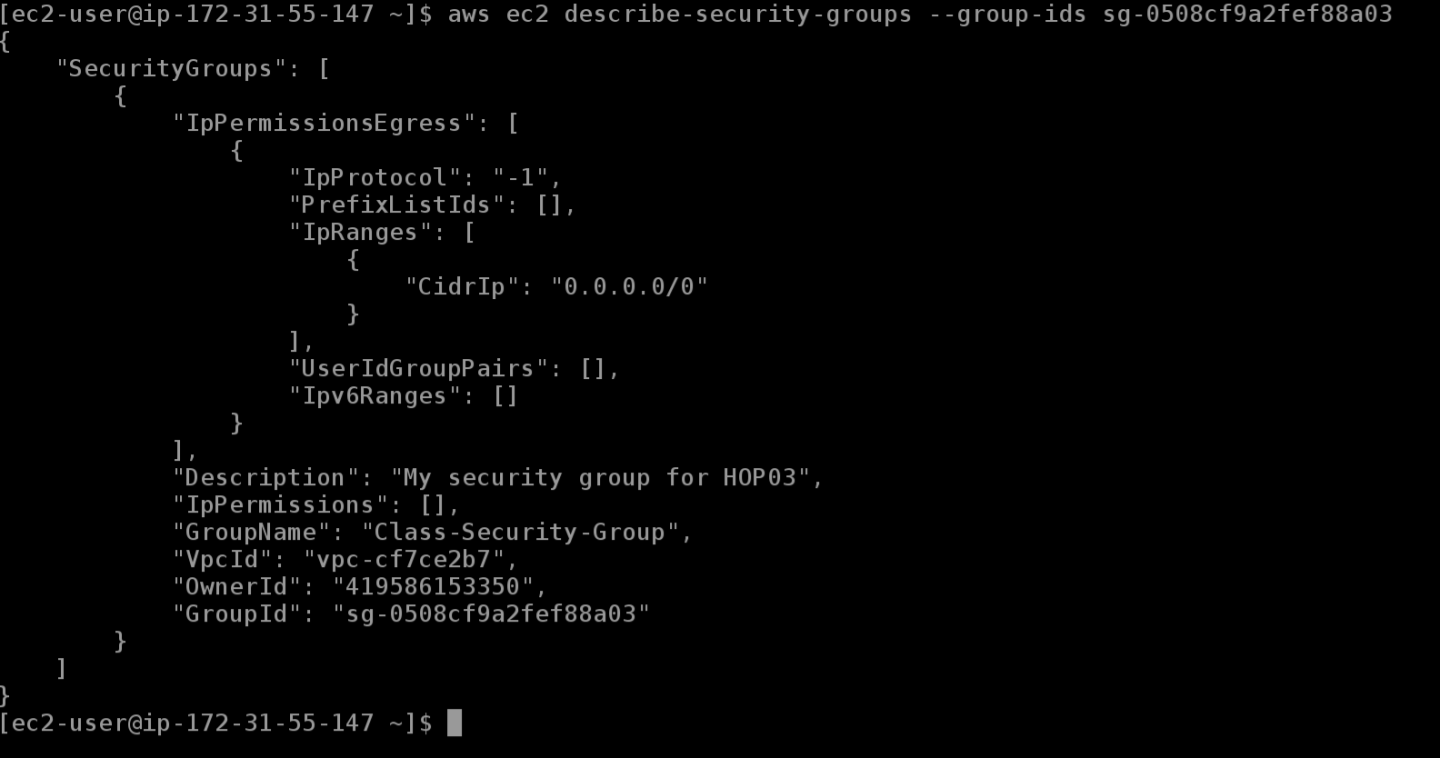 [ec2-user@ip-172-31-55-147 ~]$ aws ec2 describe-security-groups --group-ids sg-0508cf9a2fef88a03
{
    "SecurityGroups": [
        {
            "IpPermissionsEgress": [
                {
                    "IpProtocol": "-1",
                    "PrefixListIds": [],
                    "IpRanges": [
                        {
                            "CidrIp": "0.0.0.0/0"
                        }
                    ],
                    "UserIdGroupPairs": [],
                    "Ipv6Ranges": []
                }
            ],
            "Description": "My security group for HOP03",
            "IpPermissions": [],
            "GroupName": "Class-Security-Group",
            "VpcId": "vpc-cf7ce2b7",
            "OwnerId": "419586153350",
            "GroupId": "sg-0508cf9a2fef88a03"
        }
    ]
}
[ec2-user@ip-172-31-55-147 ~]$